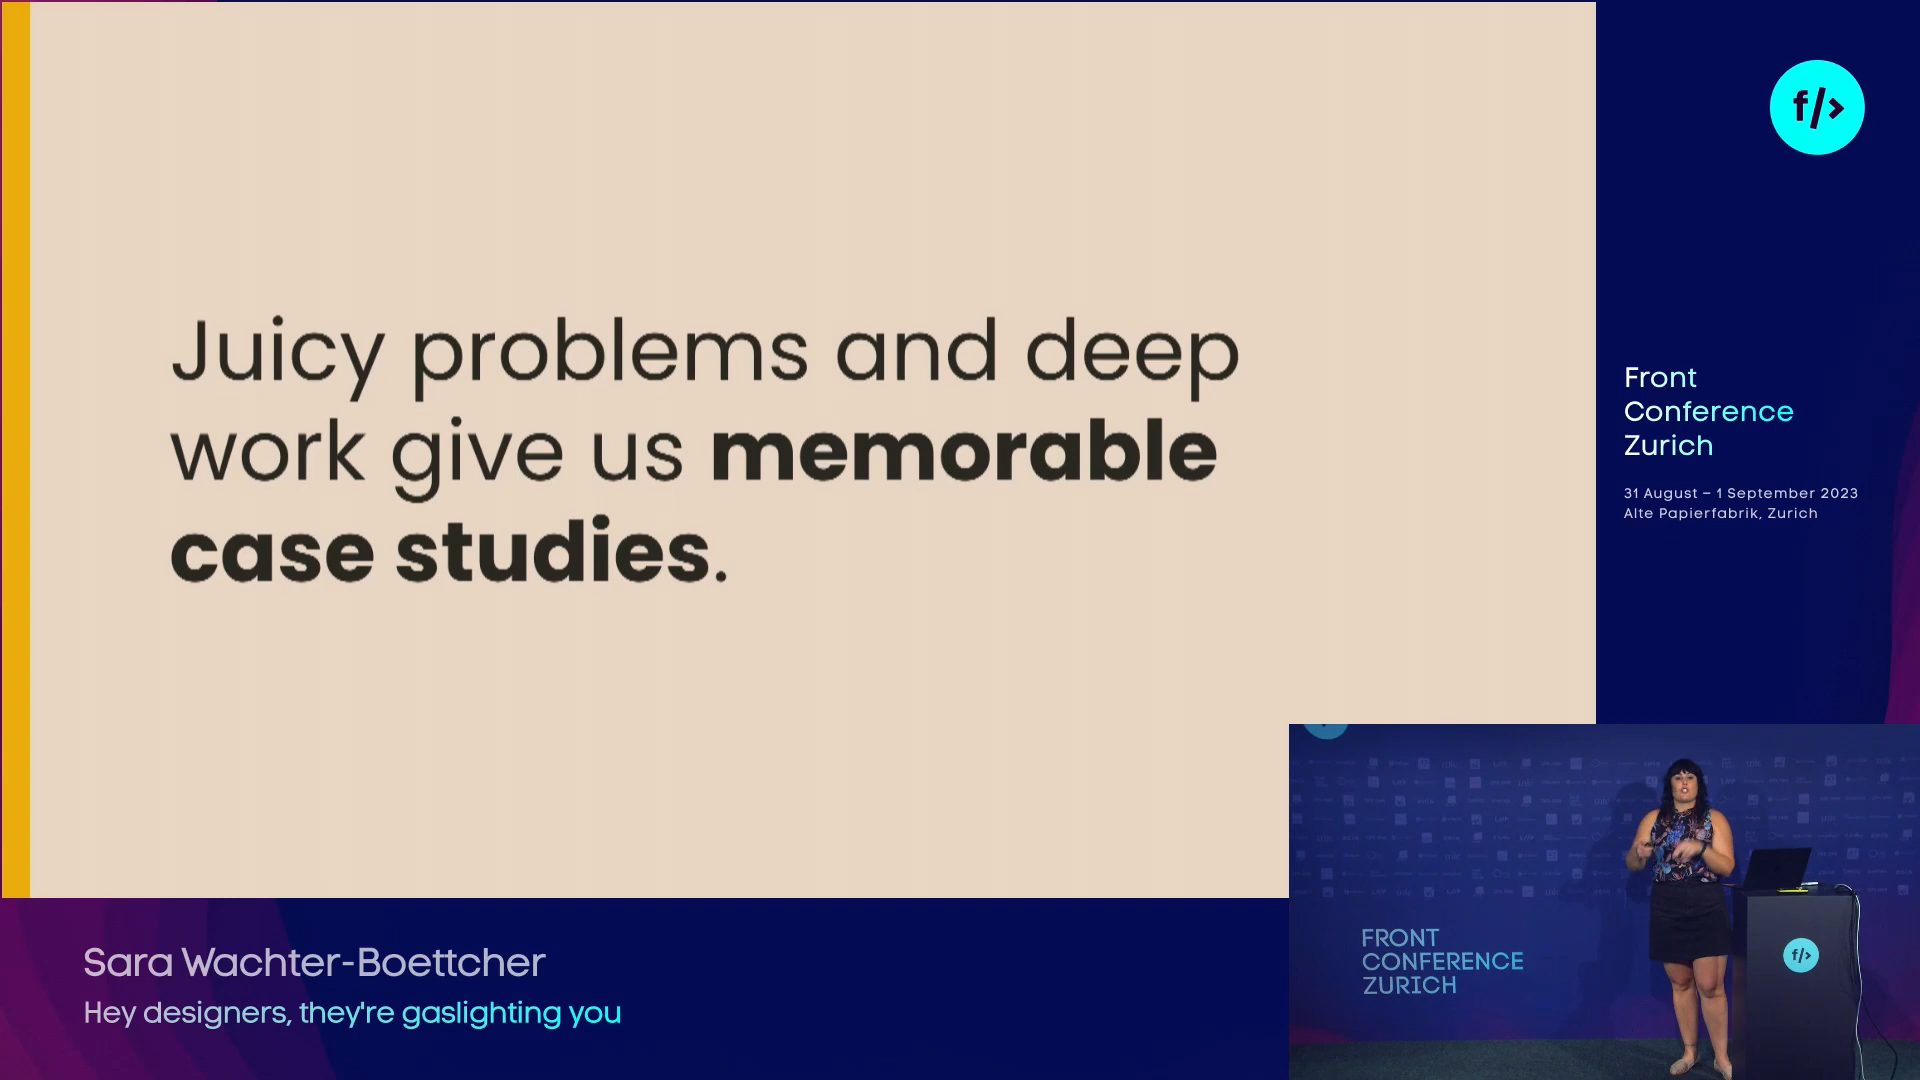 Juicy problems and deep
work give us memorable
case studies.
f/>
Front
Conference
Zurich
31 August – 1 September 2023
Alte Papierfabrik, Zurich
FRONT
CONFERENCE
ZURICH
f/>
Sara Wachter-Boettcher
Hey designers, they're gaslighting you